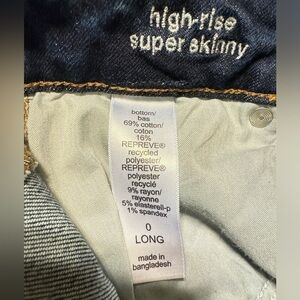 high-rise
super skinny
bottom/
bas
69% cotton/
coton
16%
REPREVE®
recycled
polyester/
REPREVE®
polyester
recyclé
9% rayon/
rayonne
5% elasterell-p
1% spandex
0
LONG
made in
bangladesh